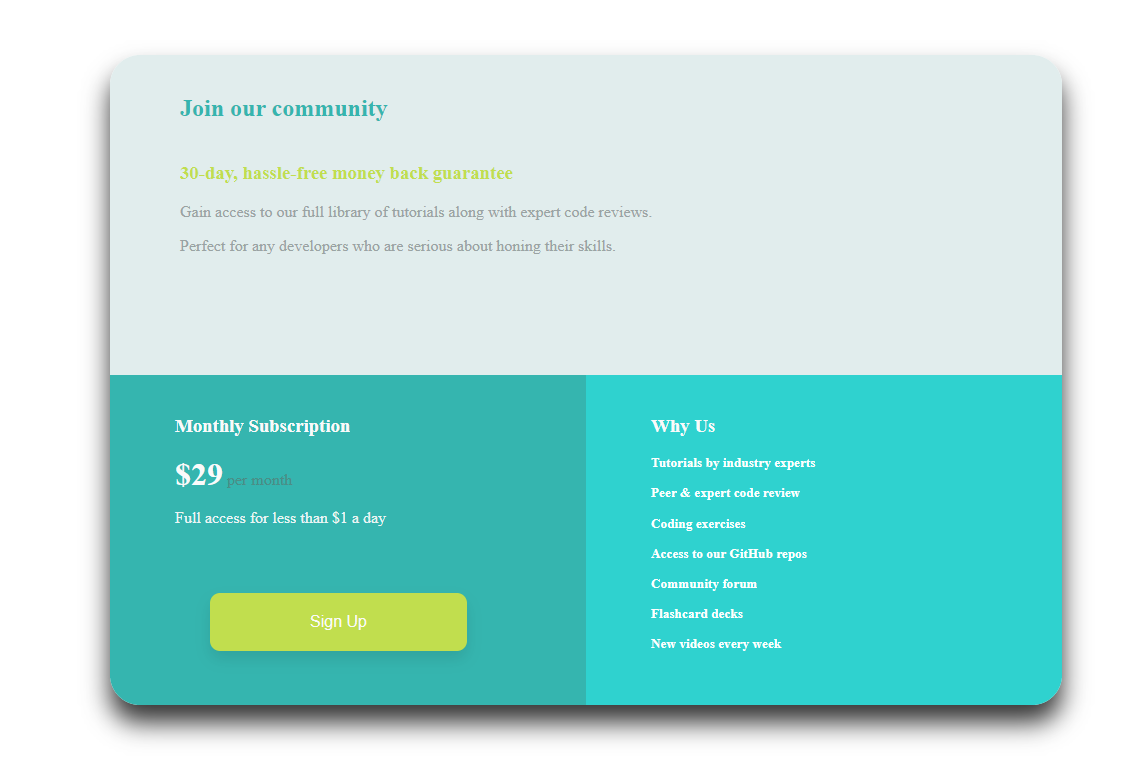 Join our community
30-day, hassle-free money back guarantee
Gain access to our full library of tutorials along with expert code reviews.
Perfect for any developers who are serious about honing their skills.
Monthly Subscription
$29 per month
Full access for less than $1 a day
Sign Up
Why Us
Tutorials by industry experts
Peer & expert code review
Coding exercises
Access to our GitHub repos
Community forum
Flashcard decks
New videos every week